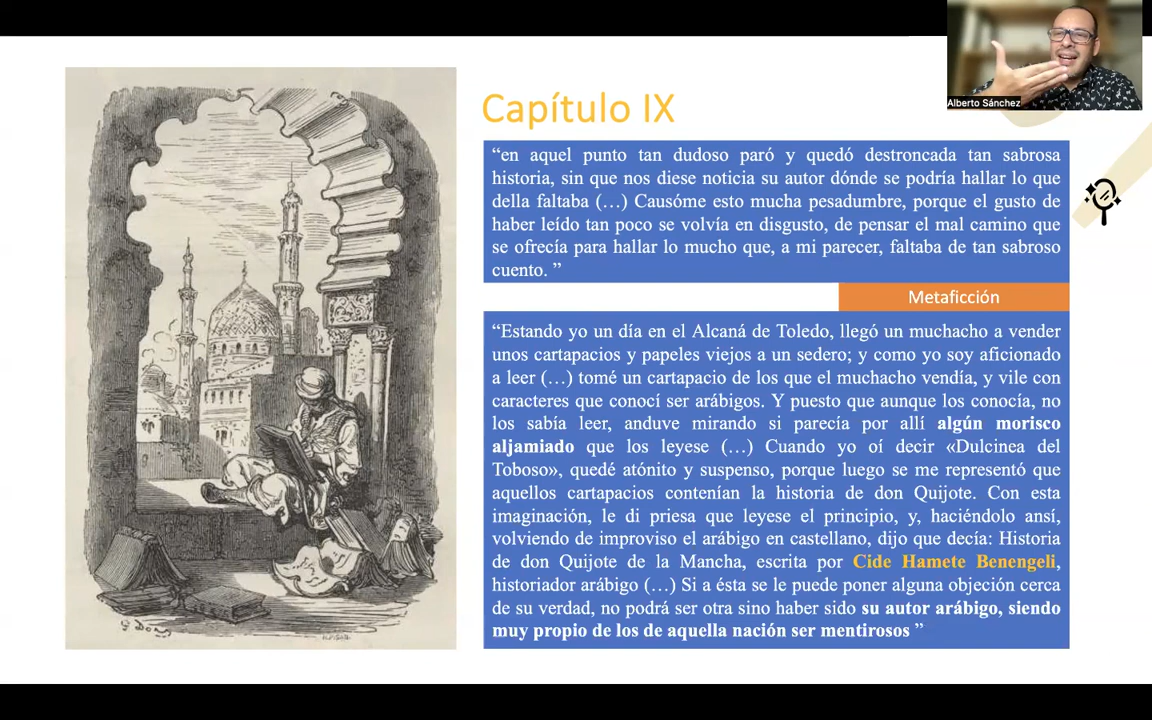 Alberto Sánchez
Capítulo IX
“en aquel punto tan dudoso paró y quedó destroncada tan sabrosa
historia, sin que nos diese noticia su autor dónde se podría hallar lo que
della faltaba (…) Causóme esto mucha pesadumbre, porque el gusto de
haber leído tan poco se volvía en disgusto, de pensar el mal camino que
se ofrecía para hallar lo mucho que, a mi parecer, faltaba de tan sabroso
cuento. ”
Metaficción
“Estando yo un día en el Alcaná de Toledo, llegó un muchacho a vender
unos cartapacios y papeles viejos a un sedero; y como yo soy aficionado
a leer (…) tomé un cartapacio de los que el muchacho vendía, y vile con
caracteres que conocí ser arábigos. Y puesto que aunque los conocía, no
los sabía leer, anduve mirando si parecía por allí algún morisco
aljamiado que los leyese (…) Cuando yo oí decir «Dulcinea del
Toboso», quedé atónito y suspenso, porque luego se me representó que
aquellos cartapacios contenían la historia de don Quijote. Con esta
imaginación, le di priesa que leyese el principio, y, haciéndolo ansí,
volviendo de improviso el arábigo en castellano, dijo que decía: Historia
de don Quijote de la Mancha, escrita por Cide Hamete Benengeli,
historiador arábigo (…) Si a ésta se le puede poner alguna objeción cerca
de su verdad, no podrá ser otra sino haber sido su autor arábigo, siendo
muy propio de los de aquella nación ser mentirosos ”
G Doré